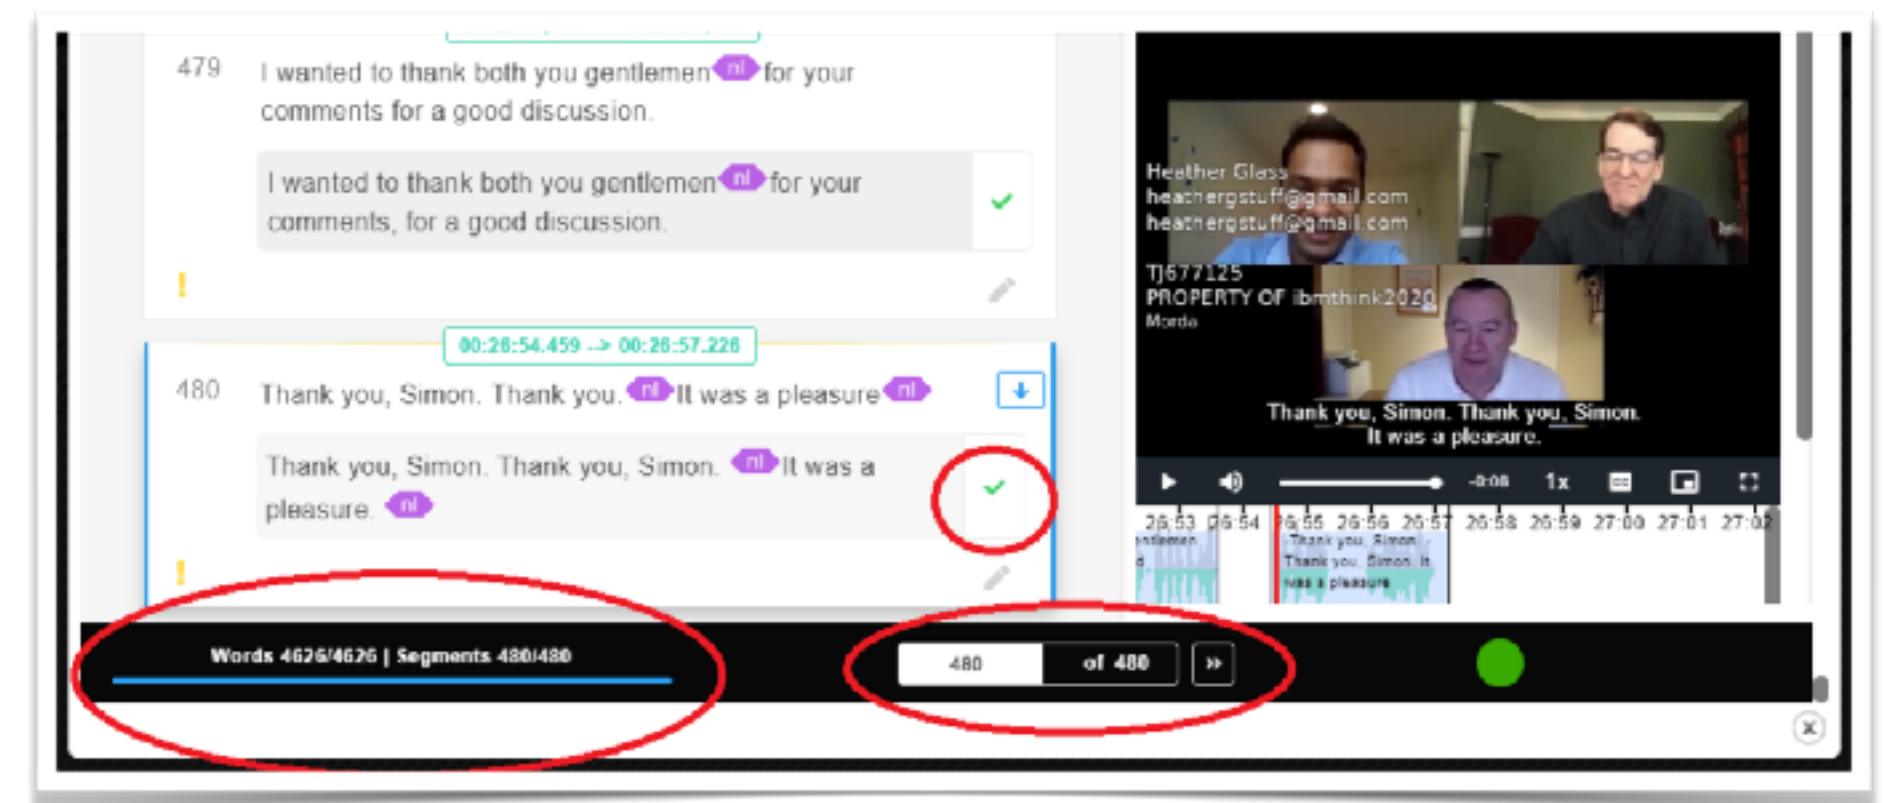 479
I wanted to thank both you gentlemen nl for your
comments for a good discussion.
I wanted to thank both you gentlemen nl for your
comments, for a good discussion.
!
00:26:54.459 --> 00:26:57.226
480
Thank you, Simon. Thank you. nl It was a pleasure nl
Thank you, Simon. Thank you, Simon. nl It was a
pleasure. nl
!
Words 4626/4626 | Segments 480/480
480 of 480 »
Heather Glass
heathergstuff@gmail.com
heathergstuff@gmail.com
TJ677125
PROPERTY OF ibmthink2020
Morda
Thank you, Simon. Thank you, Simon.
It was a pleasure.
-0:08 1x
26:53 26:54 26:55 26:56 26:57 26:58 26:59 27:00 27:01 27:02
-Thank you, Simon. -
Thank you, Simon. It
was a pleasure